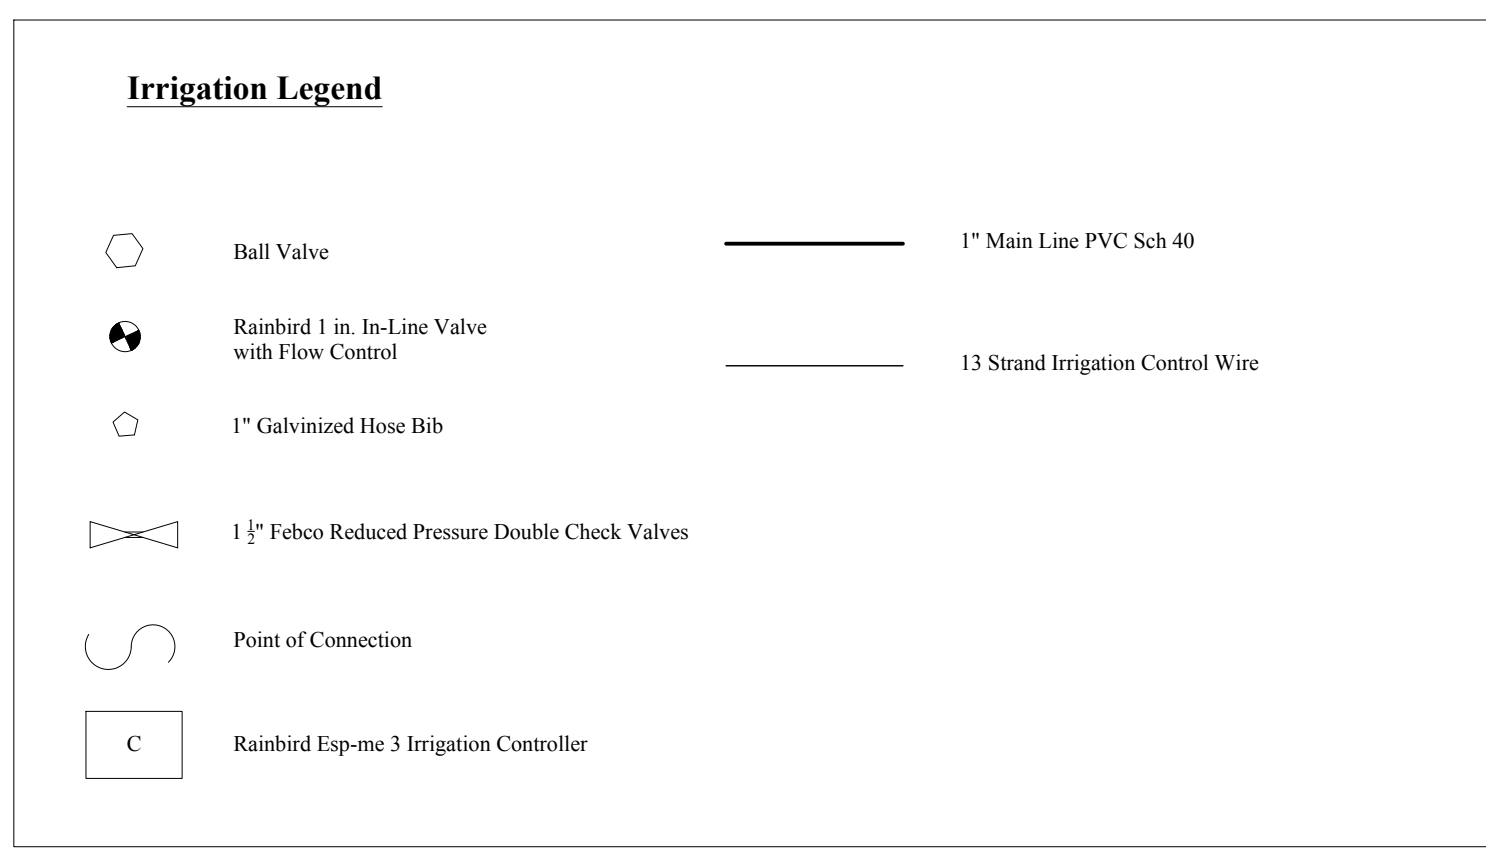 Irrigation Legend
Ball Valve
Rainbird 1 in. In-Line Valve
with Flow Control
1" Galvinized Hose Bib
1 1/2" Febco Reduced Pressure Double Check Valves
Point of Connection
C
Rainbird Esp-me 3 Irrigation Controller
1" Main Line PVC Sch 40
13 Strand Irrigation Control Wire